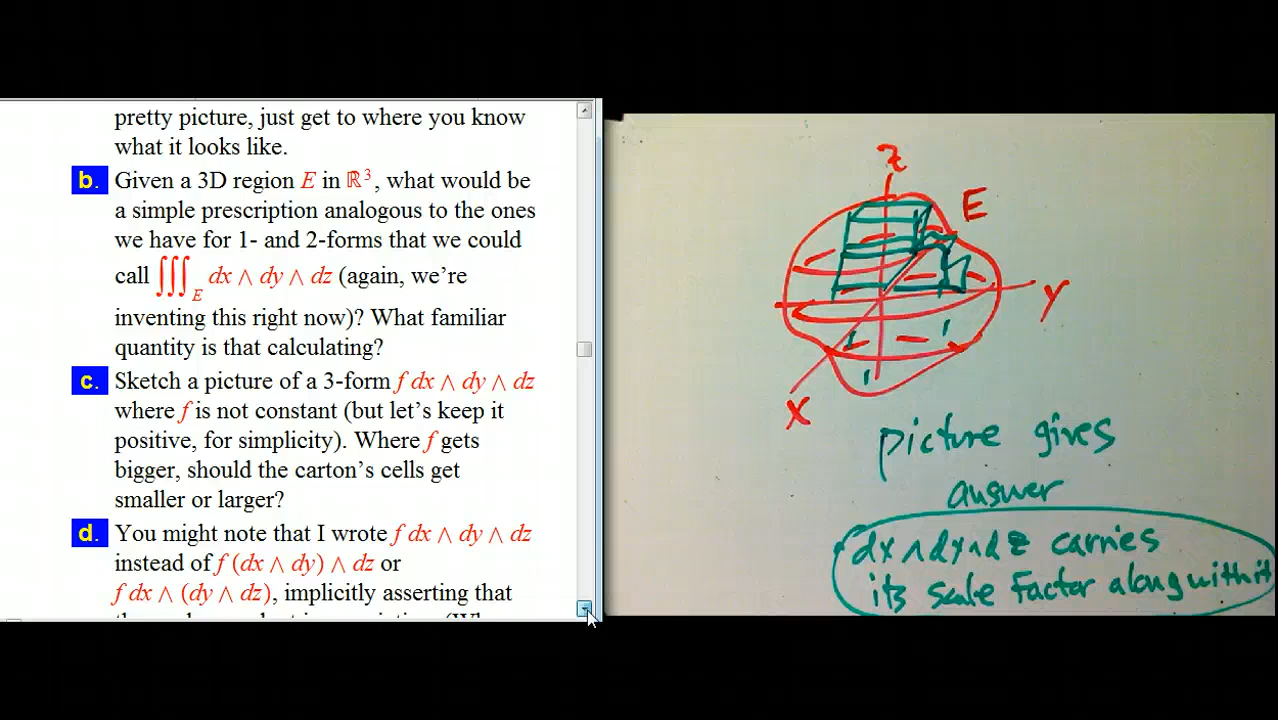 pretty picture, just get to where you know
what it looks like.
b. Given a 3D region E in ℝ³, what would be
a simple prescription analogous to the ones
we have for 1- and 2-forms that we could
call ∭_E dx ∧ dy ∧ dz (again, we're
inventing this right now)? What familiar
quantity is that calculating?
c. Sketch a picture of a 3-form f dx ∧ dy ∧ dz
where f is not constant (but let's keep it
positive, for simplicity). Where f gets
bigger, should the carton's cells get
smaller or larger?
d. You might note that I wrote f dx ∧ dy ∧ dz
instead of f (dx ∧ dy) ∧ dz or
f dx ∧ (dy ∧ dz), implicitly asserting that
z
E
y
x
1
1
1
picture gives
answer
dx ∧ dy ∧ dz carries
its scale factor along with it